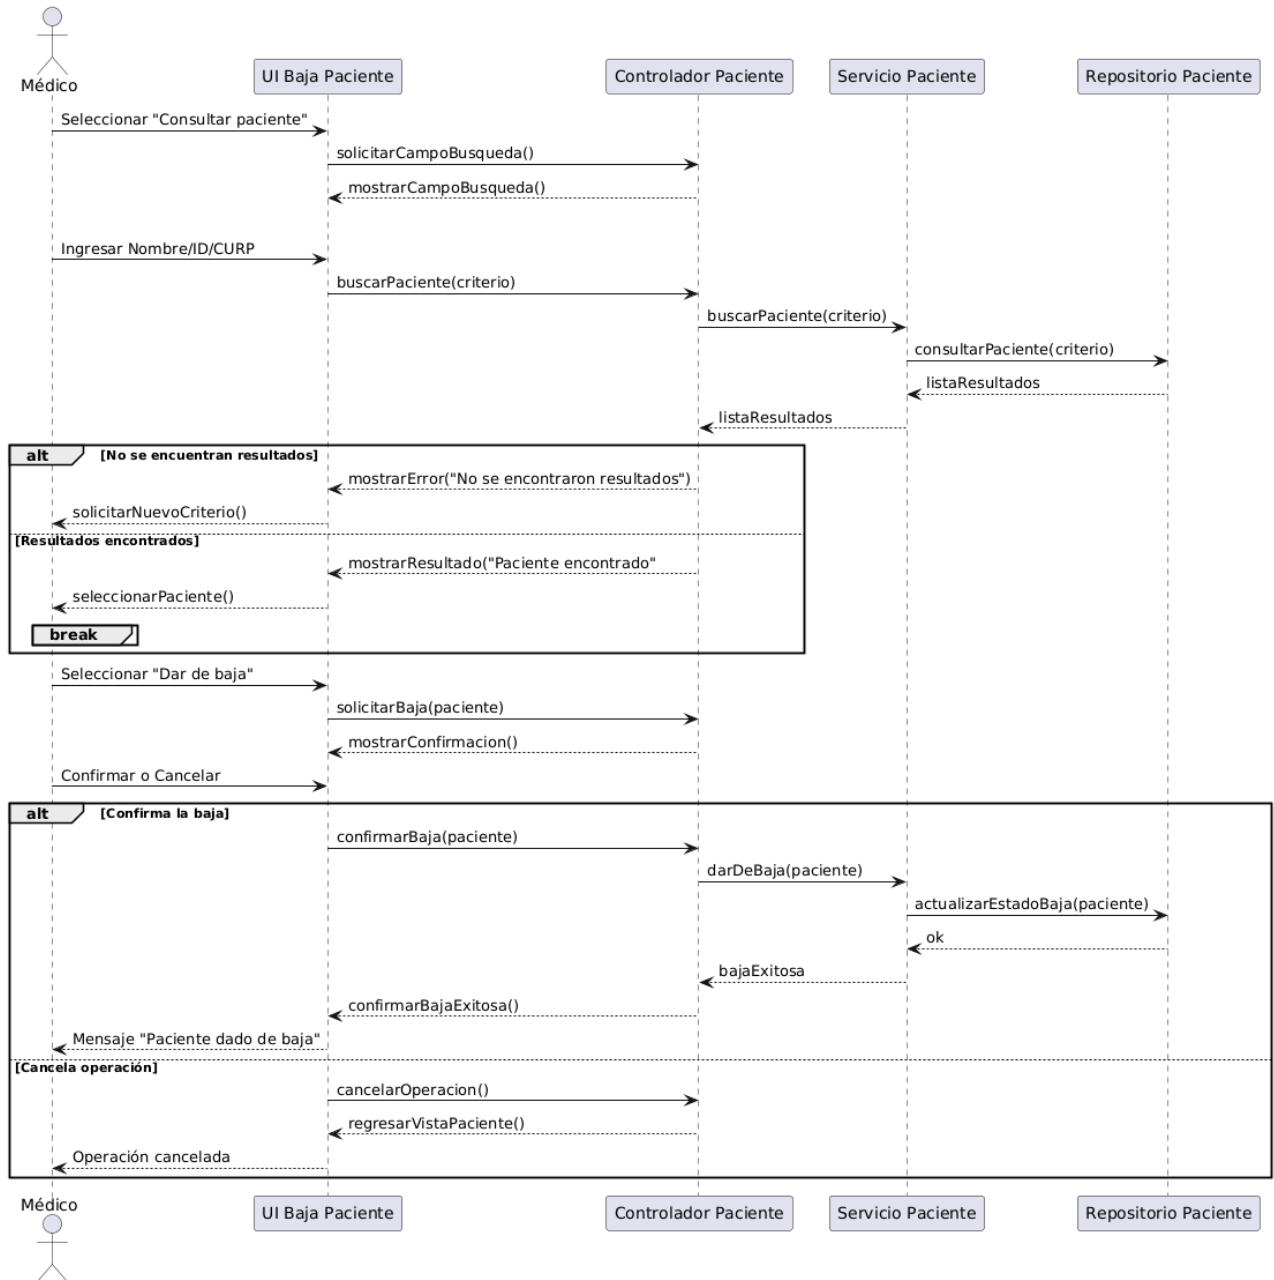 Médico
UI Baja Paciente
Controlador Paciente
Servicio Paciente
Repositorio Paciente
Seleccionar "Consultar paciente"
solicitarCampoBusqueda()
mostrarCampoBusqueda()
Ingresar Nombre/ID/CURP
buscarPaciente(criterio)
buscarPaciente(criterio)
consultarPaciente(criterio)
listaResultados
listaResultados
alt [No se encuentran resultados]
mostrarError("No se encontraron resultados")
solicitarNuevoCriterio()
[Resultados encontrados]
mostrarResultado("Paciente encontrado"
seleccionarPaciente()
break
Seleccionar "Dar de baja"
solicitarBaja(paciente)
mostrarConfirmacion()
Confirmar o Cancelar
alt [Confirma la baja]
confirmarBaja(paciente)
darDeBaja(paciente)
actualizarEstadoBaja(paciente)
ok
bajaExitosa
confirmarBajaExitosa()
Mensaje "Paciente dado de baja"
[Cancela operación]
cancelarOperacion()
regresarVistaPaciente()
Operación cancelada
Médico
UI Baja Paciente
Controlador Paciente
Servicio Paciente
Repositorio Paciente